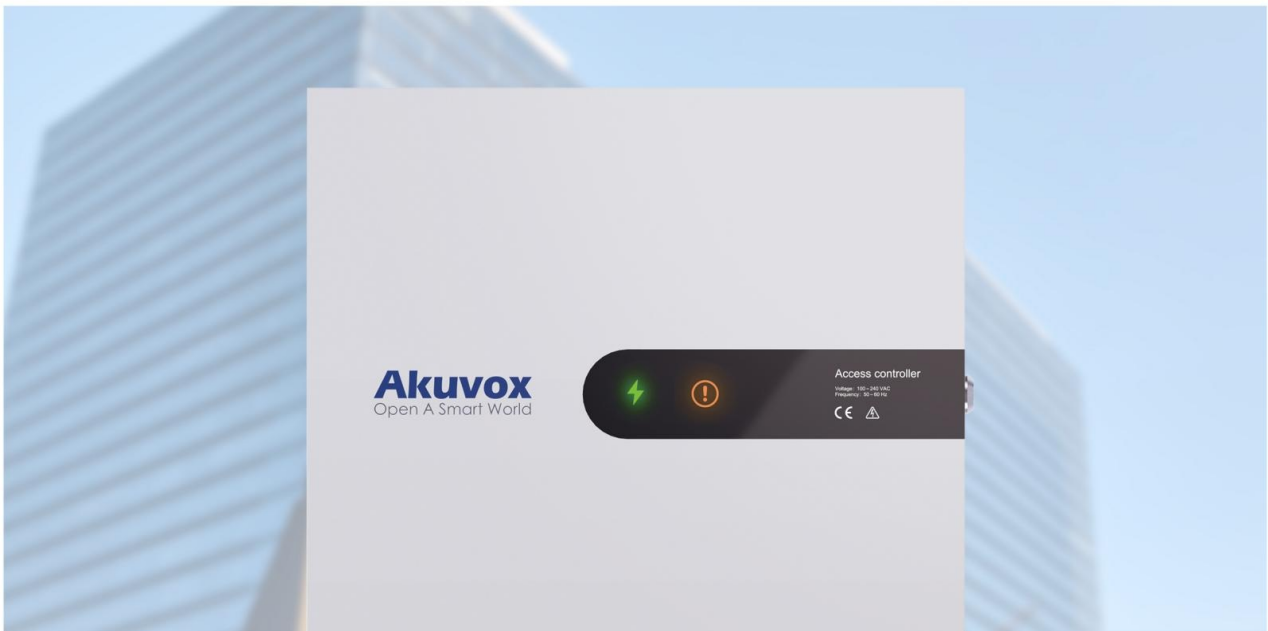 Akuvox
Open A Smart World
Access controller
Voltage: 100 – 240 VAC
Frequency: 50 – 60 Hz
CE